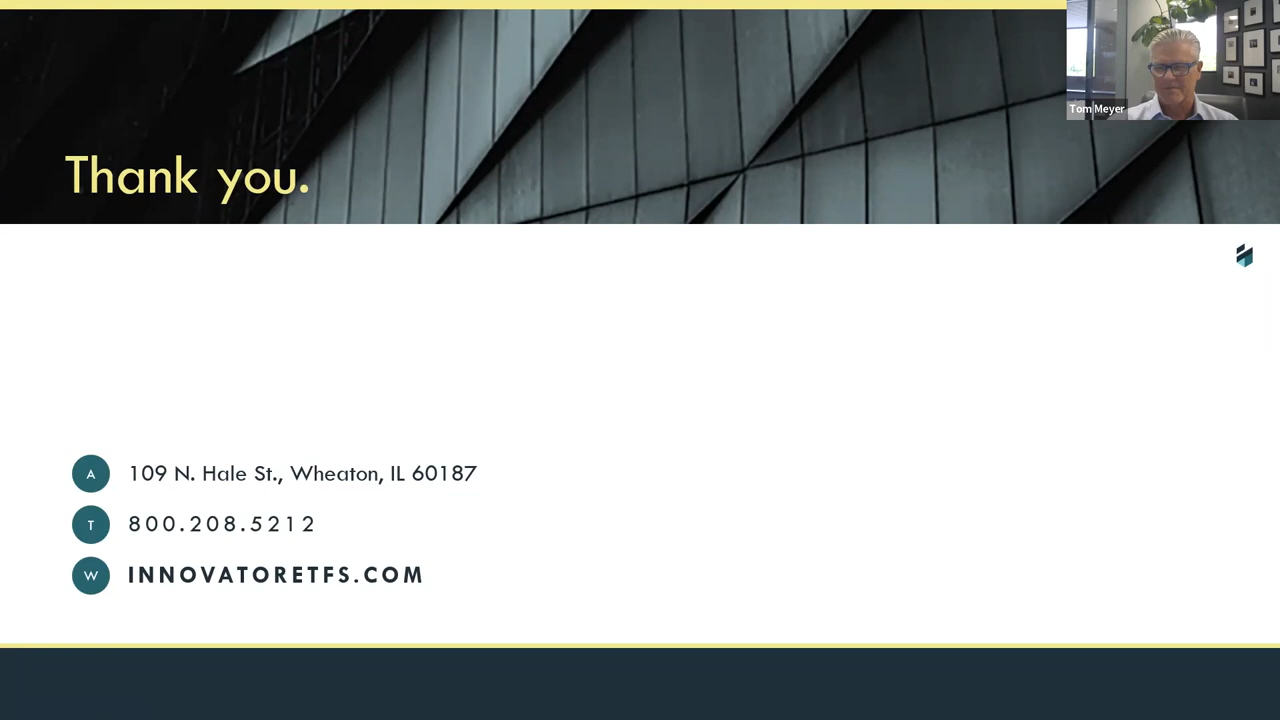 Tom Meyer
Thank you.
A
109 N. Hale St., Wheaton, IL 60187
T
800.208.5212
W
INNOVATORETFS.COM